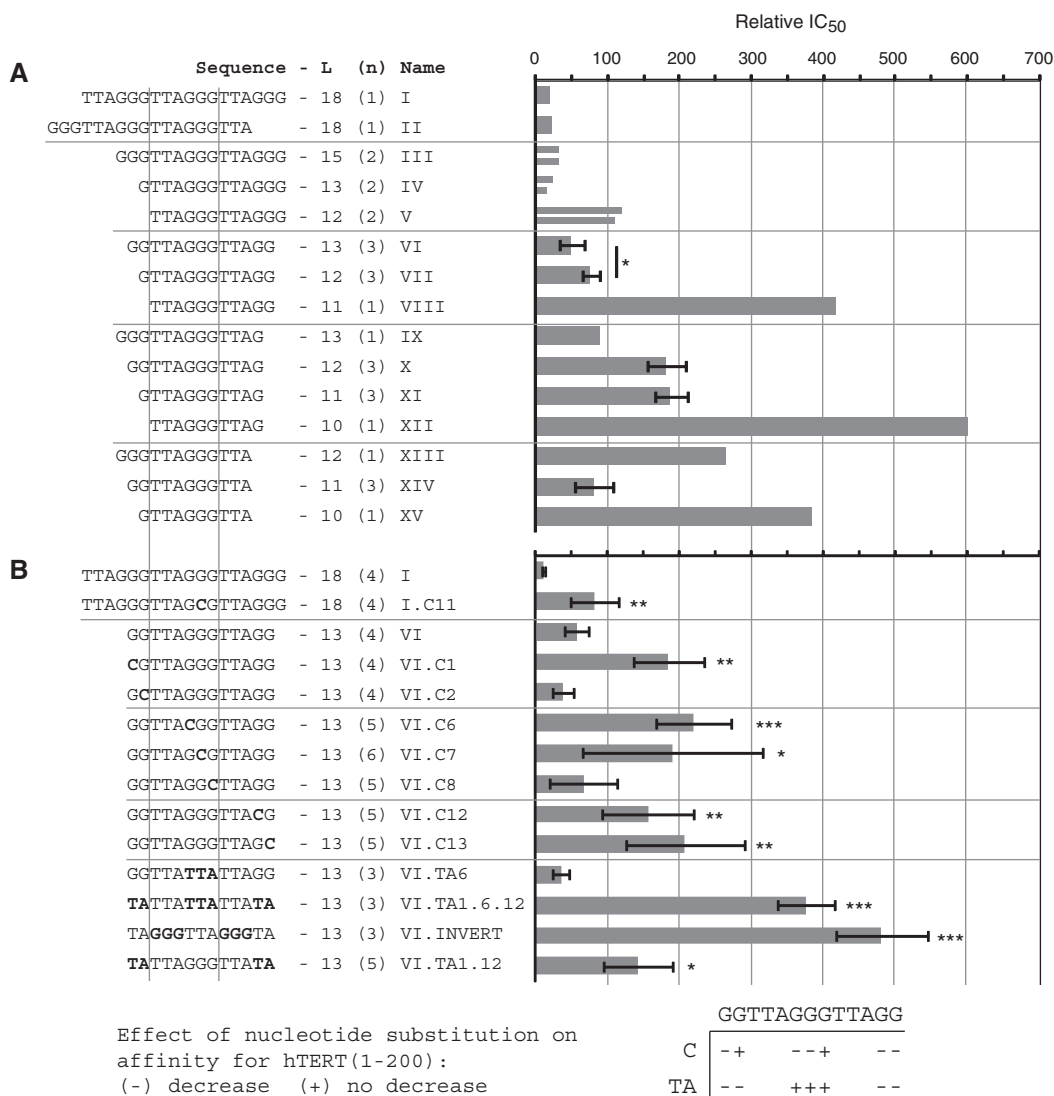 Relative IC50
0 100 200 300 400 500 600 700
A
Sequence - L (n) Name
TTAGGGTTAGGGTTAGGG - 18 (1) I
GGGTTAGGGTTAGGGTTA - 18 (1) II
GGGTTAGGGTTAGGG - 15 (2) III
GTTAGGGTTAGGG - 13 (2) IV
TTAGGGTTAGGG - 12 (2) V
GGTTAGGGTTAGG - 13 (3) VI
*
GTTAGGGTTAGG - 12 (3) VII
TTAGGGTTAGG - 11 (1) VIII
GGGTTAGGGTTAG - 13 (1) IX
GGTTAGGGTTAG - 12 (3) X
GTTAGGGTTAG - 11 (3) XI
TTAGGGTTAG - 10 (1) XII
GGGTTAGGGTTA - 12 (1) XIII
GGTTAGGGTTA - 11 (3) XIV
GTTAGGGTTA - 10 (1) XV
B
TTAGGGTTAGGGTTAGGG - 18 (4) I
TTAGGGTTAGCGTTAGGG - 18 (4) I.C11 **
GGTTAGGGTTAGG - 13 (4) VI
CGTTAGGGTTAGG - 13 (4) VI.C1 **
GCTTAGGGTTAGG - 13 (4) VI.C2
GGTTACGGTTAGG - 13 (5) VI.C6 ***
GGTTAGCGTTAGG - 13 (6) VI.C7 *
GGTTAGGCTTAGG - 13 (5) VI.C8
GGTTAGGGTTACG - 13 (5) VI.C12 **
GGTTAGGGTTAGC - 13 (5) VI.C13 **
GGTTATTATTAGG - 13 (3) VI.TA6
TATTATTATTATA - 13 (3) VI.TA1.6.12 ***
TAGGGTTAGGGTA - 13 (3) VI.INVERT ***
TATTAGGGTTATA - 13 (5) VI.TA1.12 *
0 100 200 300 400 500 600 700
Effect of nucleotide substitution on
affinity for hTERT(1-200):
(-) decrease (+) no decrease
GGTTAGGGTTAGG
C -+ --+ --
TA -- +++ --